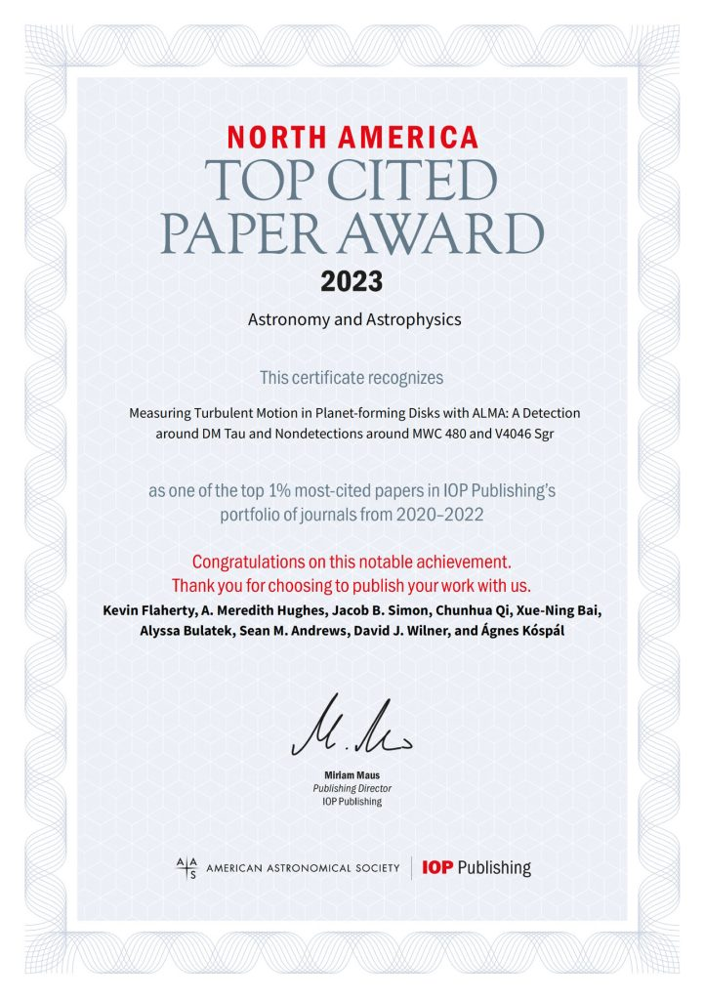 NORTH AMERICA
TOP CITED
PAPER AWARD
2023
Astronomy and Astrophysics
This certificate recognizes
Measuring Turbulent Motion in Planet-forming Disks with ALMA: A Detection
around DM Tau and Nondetections around MWC 480 and V4046 Sgr
as one of the top 1% most-cited papers in IOP Publishing's
portfolio of journals from 2020–2022
Congratulations on this notable achievement.
Thank you for choosing to publish your work with us.
Kevin Flaherty, A. Meredith Hughes, Jacob B. Simon, Chunhua Qi, Xue-Ning Bai,
Alyssa Bulatek, Sean M. Andrews, David J. Wilner, and Ágnes Kóspál
M. Maus
Miriam Maus
Publishing Director
IOP Publishing
AAS AMERICAN ASTRONOMICAL SOCIETY IOP Publishing